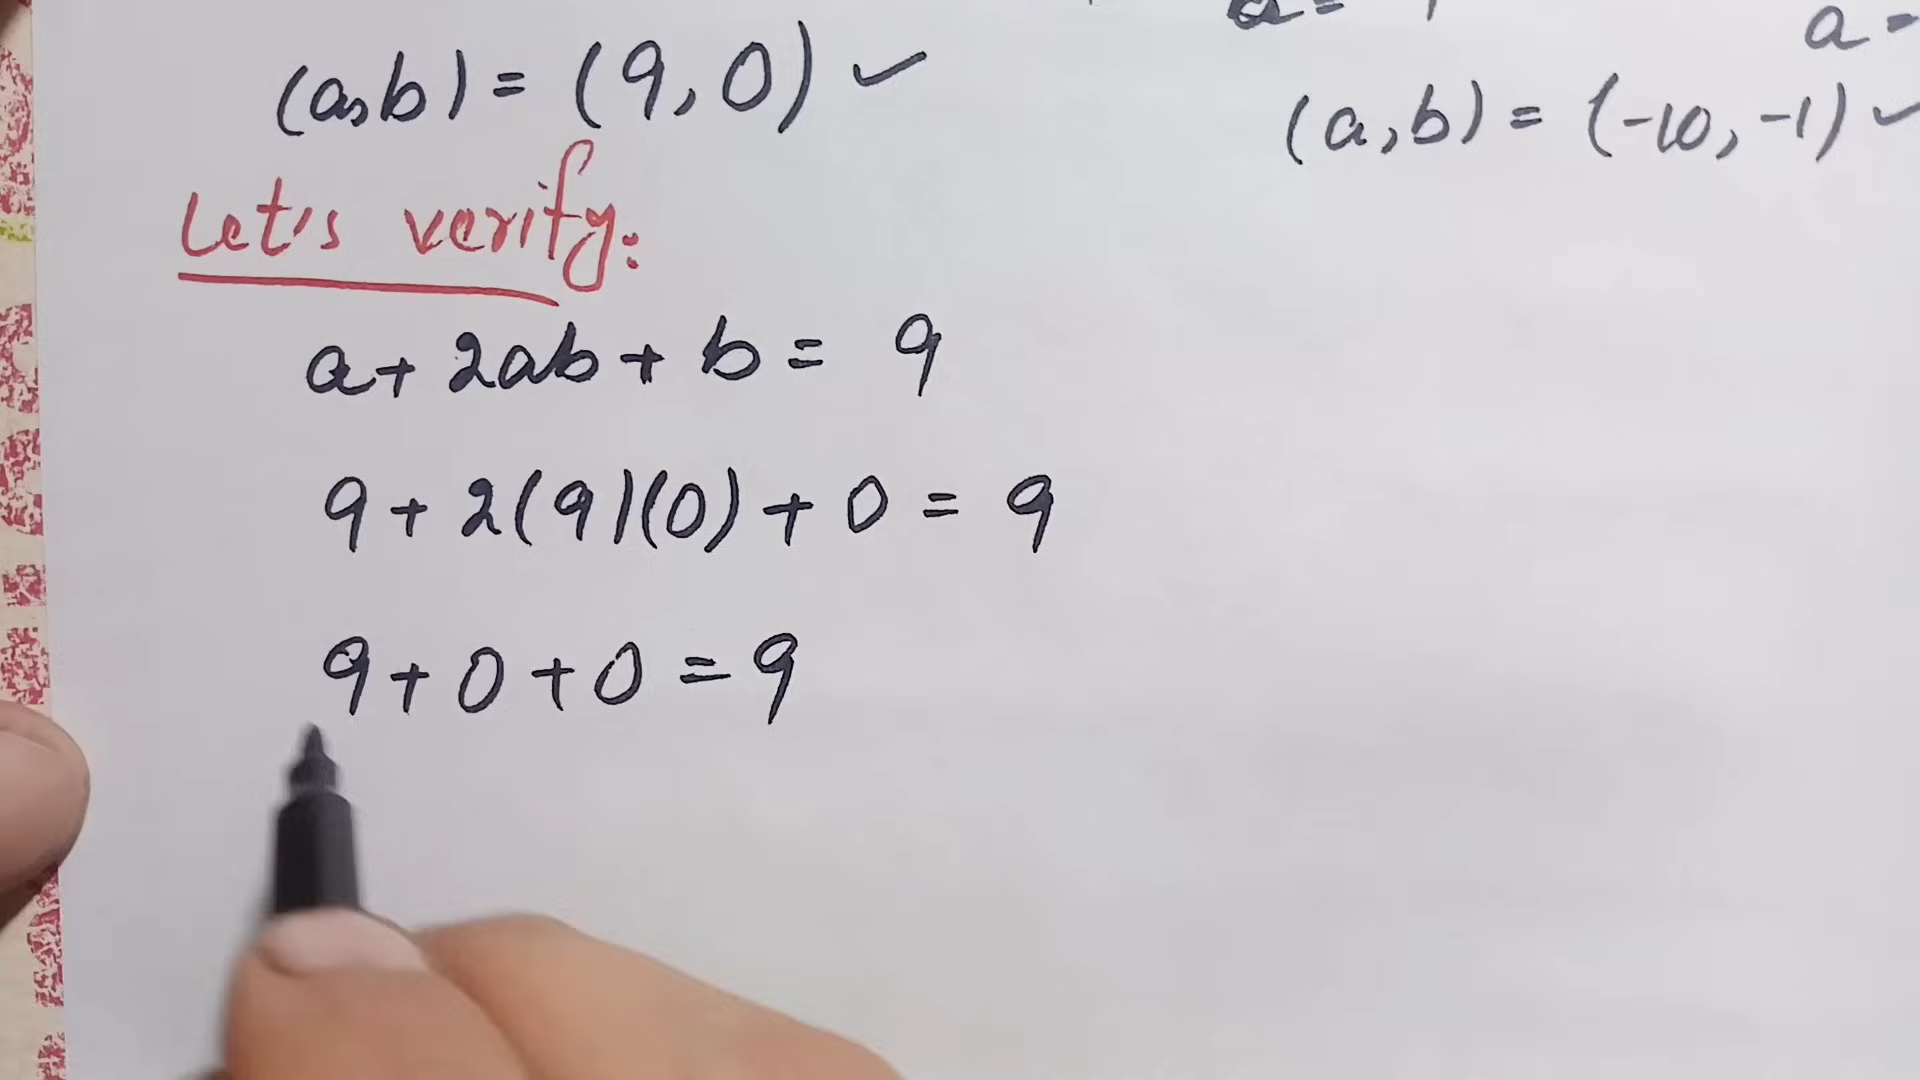 (a,b) = (9,0) ✓
Let's verify:
a + 2ab + b = 9
9 + 2(9)(0) + 0 = 9
9 + 0 + 0 = 9
a =
(a,b) = (-10,-1) ✓